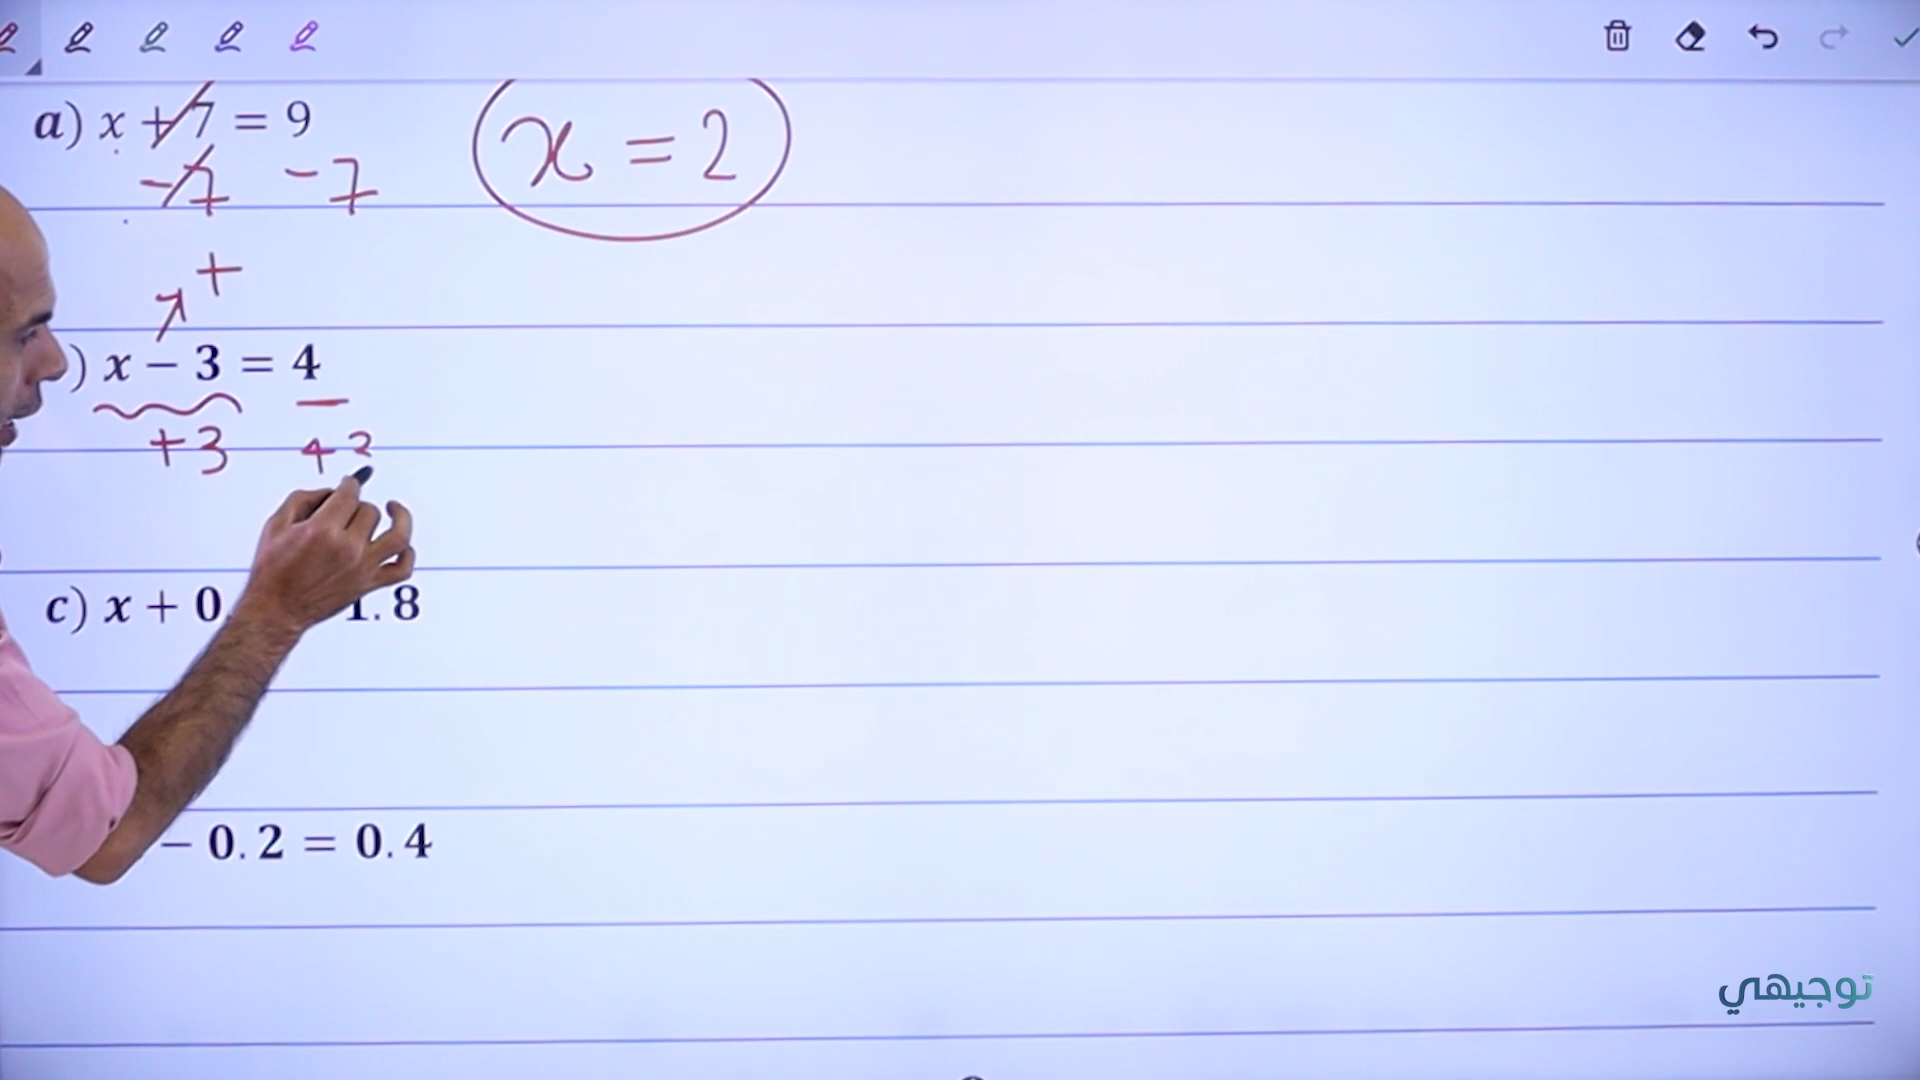 a) x + 7 = 9
-7 -7
x = 2
+
) x − 3 = 4
+3 +3
c) x + 0. 1.8
− 0.2 = 0.4
توجيهي